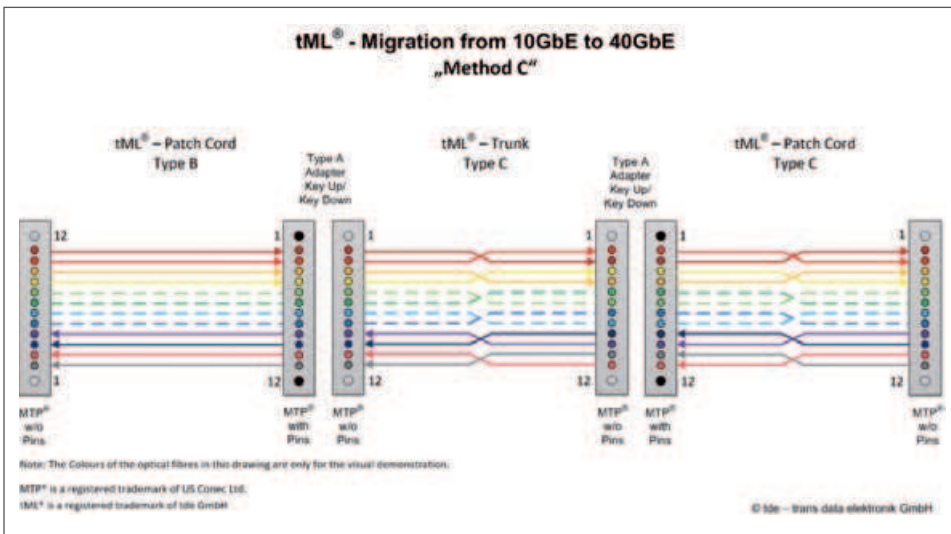 tML® - Migration from 10GbE to 40GbE
„Method C“
tML® – Patch Cord
Type B
Type A
Adapter
Key Up/
Key Down
tML® – Trunk
Type C
Type A
Adapter
Key Up/
Key Down
tML® – Patch Cord
Type C
12 1 1 1 1 1
1 12 12 12 12 12
MTP®
w/o
Pins
MTP®
with
Pins
MTP®
w/o
Pins
MTP®
w/o
Pins
MTP®
with
Pins
MTP®
w/o
Pins
Note: The Colours of the optical fibres in this drawing are only for the visual demonstration.
MTP® is a registered trademark of US Conec Ltd.
tML® is a registered trademark of tde GmbH
© tde – trans data elektronik GmbH